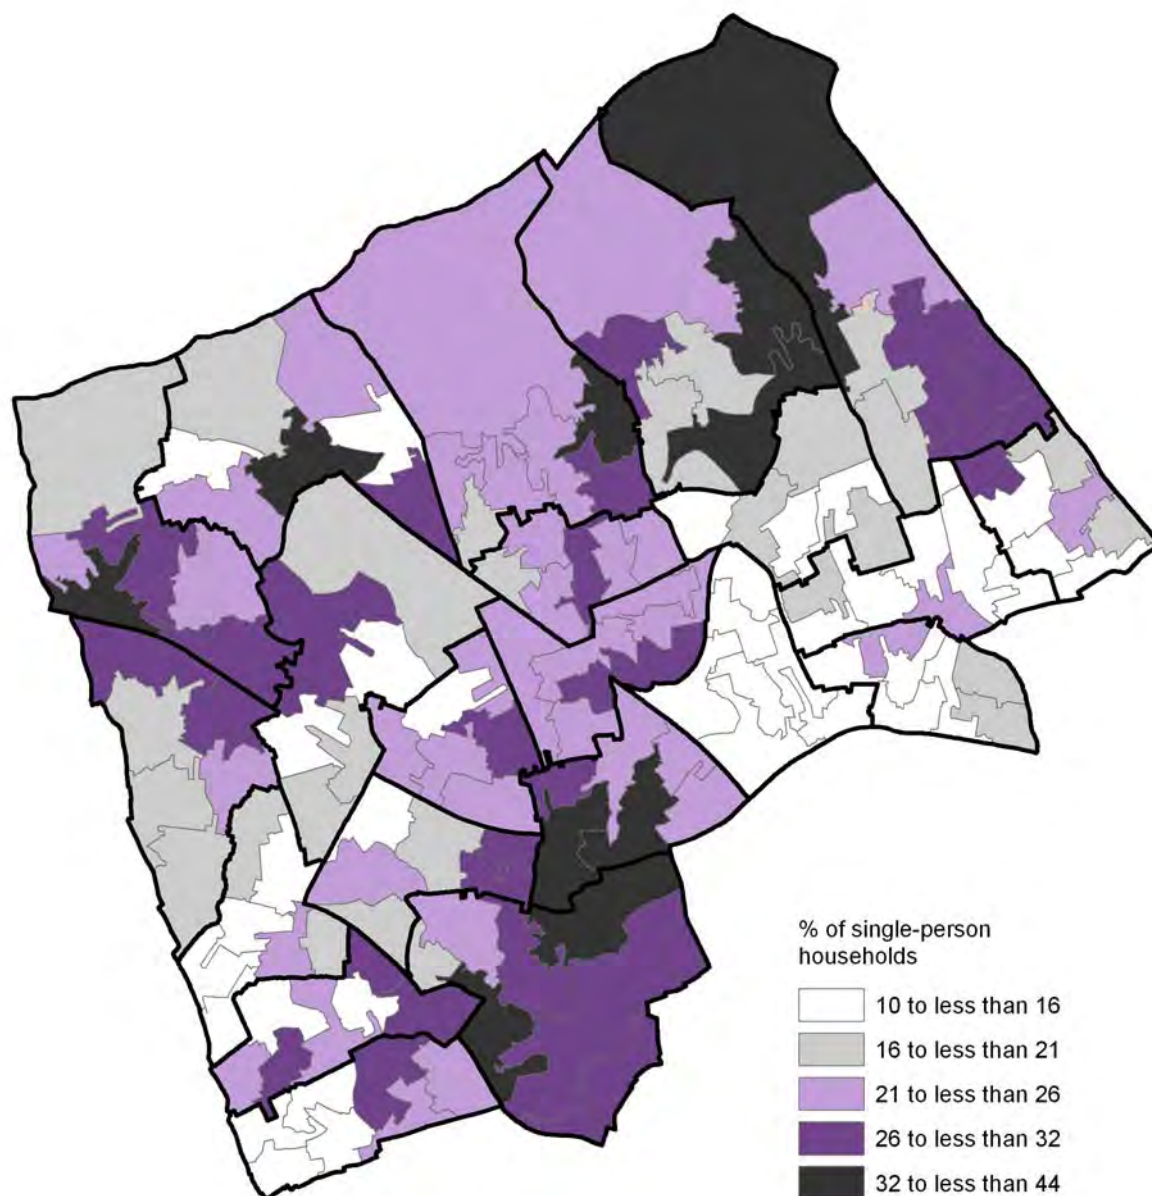 % of single-person
households
10 to less than 16
16 to less than 21
21 to less than 26
26 to less than 32
32 to less than 44